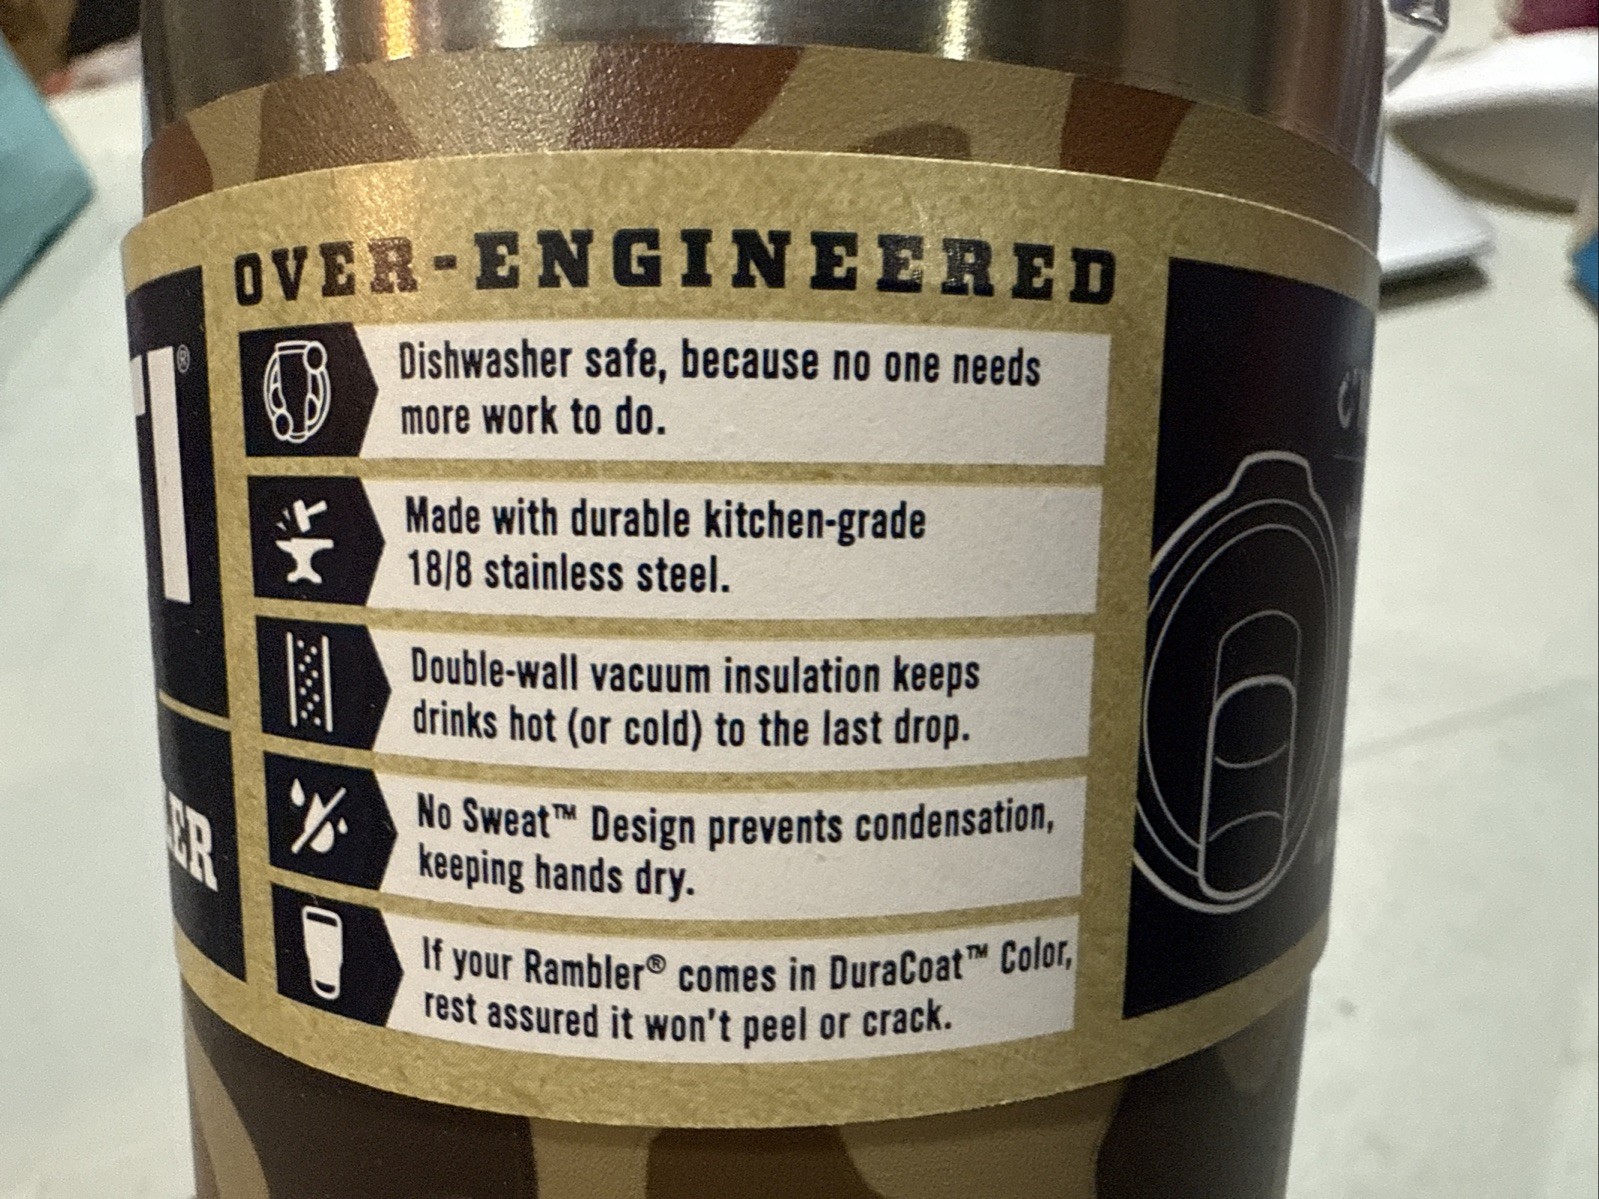 OVER-ENGINEERED
Dishwasher safe, because no one needs
more work to do.
Made with durable kitchen-grade
18/8 stainless steel.
Double-wall vacuum insulation keeps
drinks hot (or cold) to the last drop.
No Sweat™ Design prevents condensation,
keeping hands dry.
If your Rambler® comes in DuraCoat™ Color,
rest assured it won't peel or crack.